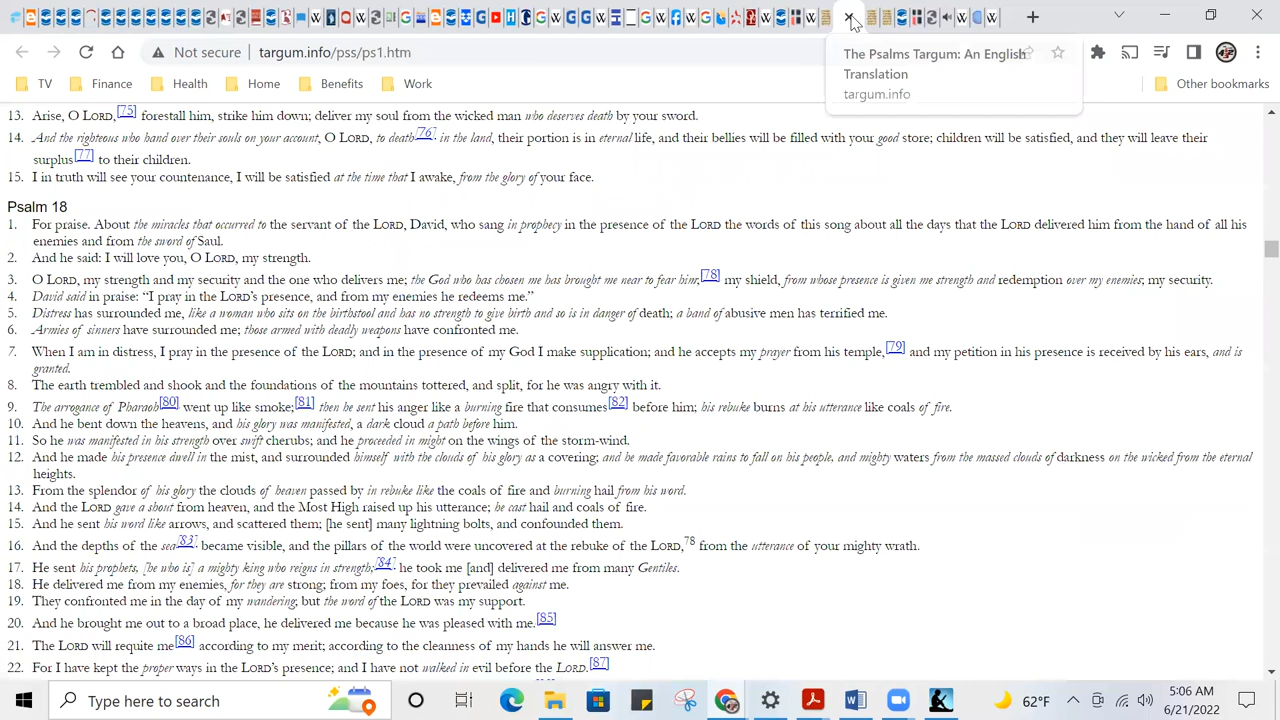 Not secure targum.info/pss/ps1.htm
The Psalms Targum: An English
Translation
targum.info
TV Finance Health Home Benefits Work Other bookmarks
13. Arise, O LORD,[75] forestall him, strike him down; deliver my soul from the wicked man who deserves death by your sword.
14. And the righteous who hand over their souls on your account, O LORD, to death[76] in the land, their portion is in eternal life, and their bellies will be filled with your good store; children will be satisfied, and they will leave their
surplus[77] to their children.
15. I in truth will see your countenance, I will be satisfied at the time that I awake, from the glory of your face.
Psalm 18
1. For praise. About the miracles that occurred to the servant of the LORD, David, who sang in prophecy in the presence of the LORD the words of this song about all the days that the LORD delivered him from the hand of all his
enemies and from the sword of Saul.
2. And he said: I will love you, O LORD, my strength.
3. O LORD, my strength and my security and the one who delivers me; the God who has chosen me has brought me near to fear him;[78] my shield, from whose presence is given me strength and redemption over my enemies; my security.
4. David said in praise: “I pray in the LORD’s presence, and from my enemies he redeems me.”
5. Distress has surrounded me, like a woman who sits on the birthstool and has no strength to give birth and so is in danger of death; a band of abusive men has terrified me.
6. Armies of sinners have surrounded me; those armed with deadly weapons have confronted me.
7. When I am in distress, I pray in the presence of the LORD; and in the presence of my God I make supplication; and he accepts my prayer from his temple,[79] and my petition in his presence is received by his ears, and is
granted.
8. The earth trembled and shook and the foundations of the mountains tottered, and split, for he was angry with it.
9. The arrogance of Pharaoh[80] went up like smoke;[81] then he sent his anger like a burning fire that consumes[82] before him; his rebuke burns at his utterance like coals of fire.
10. And he bent down the heavens, and his glory was manifested, a dark cloud a path before him.
11. So he was manifested in his strength over swift cherubs; and he proceeded in might on the wings of the storm-wind.
12. And he made his presence dwell in the mist, and surrounded himself with the clouds of his glory as a covering; and he made favorable rains to fall on his people, and mighty waters from the massed clouds of darkness on the wicked from the eternal
heights.
13. From the splendor of his glory the clouds of heaven passed by in rebuke like the coals of fire and burning hail from his word.
14. And the LORD gave a shout from heaven, and the Most High raised up his utterance; he cast hail and coals of fire.
15. And he sent his word like arrows, and scattered them; [he sent] many lightning bolts, and confounded them.
16. And the depths of the sea[83] became visible, and the pillars of the world were uncovered at the rebuke of the LORD,78 from the utterance of your mighty wrath.
17. He sent his prophets, [he who is] a mighty king who reigns in strength;[84] he took me [and] delivered me from many Gentiles.
18. He delivered me from my enemies, for they are strong; from my foes, for they prevailed against me.
19. They confronted me in the day of my wandering; but the word of the LORD was my support.
20. And he brought me out to a broad place, he delivered me because he was pleased with me.[85]
21. The LORD will requite me[86] according to my merit; according to the cleanness of my hands he will answer me.
22. For I have kept the proper ways in the LORD’s presence; and I have not walked in evil before the LORD.[87]
Type here to search 62°F 5:06 AM
6/21/2022